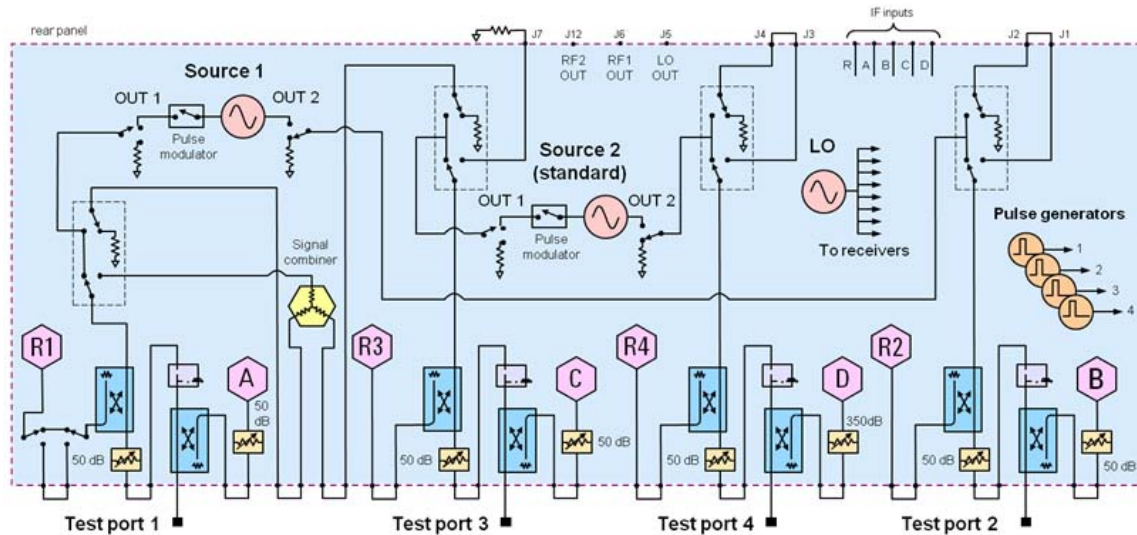 rear panel
J7
J12
J6
J5
J4
J3
IF inputs
J2
J1
RF2
OUT
RF1
OUT
LO
OUT
R
A
B
C
D
Source 1
OUT 1
OUT 2
Pulse
modulator
Source 2
(standard)
OUT 1
OUT 2
Pulse
modulator
LO
To receivers
Pulse generators
1
2
3
4
Signal
combiner
R1
A
R3
C
R4
D
R2
B
50
dB
50 dB
50 dB
50 dB
50 dB
350dB
50 dB
50 dB
Test port 1
Test port 3
Test port 4
Test port 2